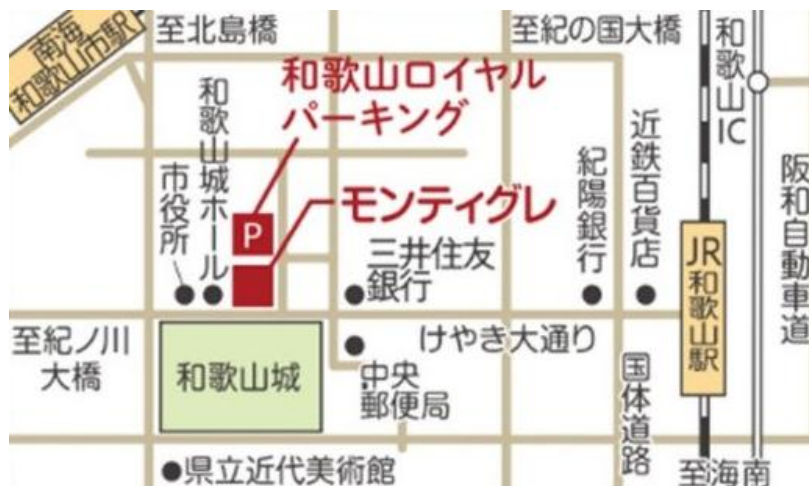 南海
和歌山市駅
至北島橋
至紀の国大橋
和歌山IC
和歌山ロイヤル
パーキング
和歌山城ホール
市役所
P
モンティグレ
三井住友
銀行
紀陽銀行
近鉄百貨店
JR和歌山駅
阪和自動車道
至紀ノ川
大橋
和歌山城
けやき大通り
中央
郵便局
国体道路
県立近代美術館
至海南